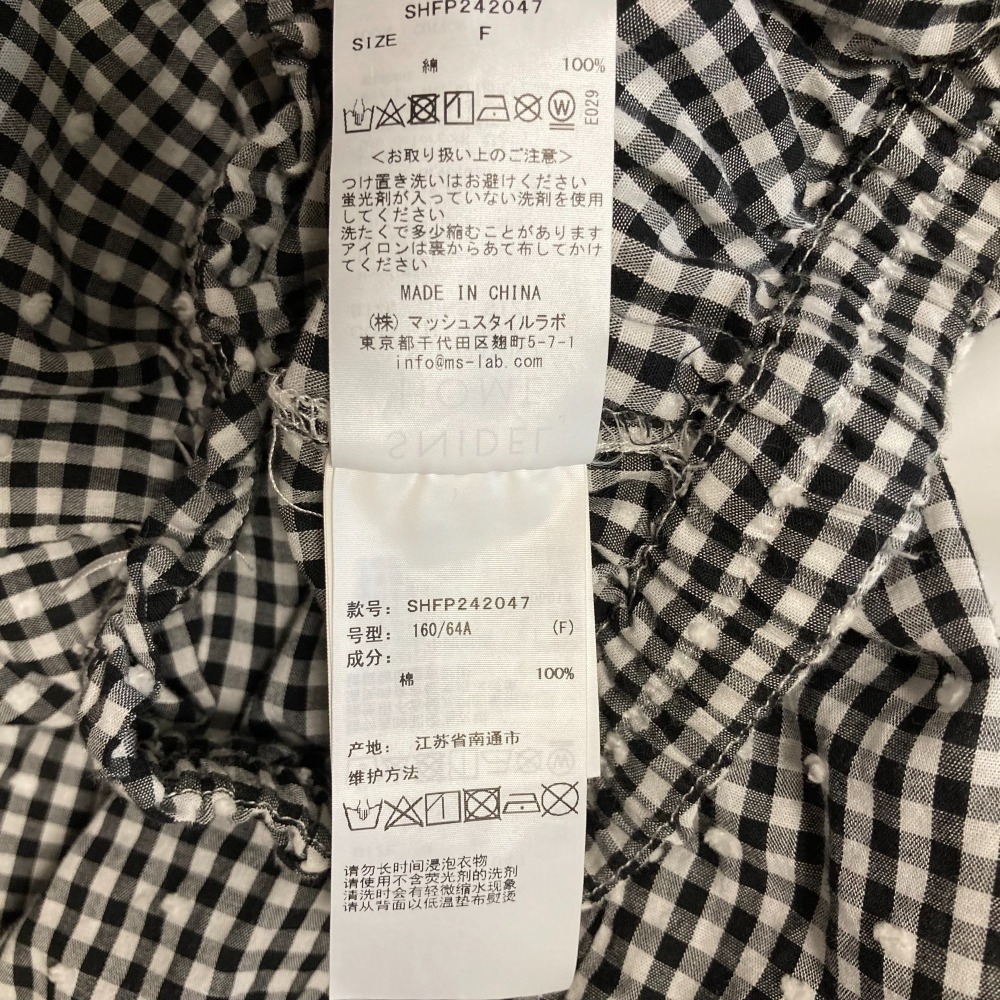 SHFP242047
SIZE F
綿 100%
E029
W
＜お取り扱い上のご注意＞
つけ置き洗いはお避けください
蛍光剤が入っていない洗剤を使用
してください
洗たくで多少縮むことがあります
アイロンは裏からあて布してかけ
てください
MADE IN CHINA
(株) マッシュスタイルラボ
東京都千代田区麹町5-7-1
info@ms-lab.com
HOME
SNIDEL
款号: SHFP242047
号型: 160/64A (F)
成分:
棉 100%
产地: 江苏省南通市
维护方法
请勿长时间浸泡衣物
请使用不含荧光剂的洗剂
清洗时会有轻微缩水现象
请从背面以低温垫布熨烫